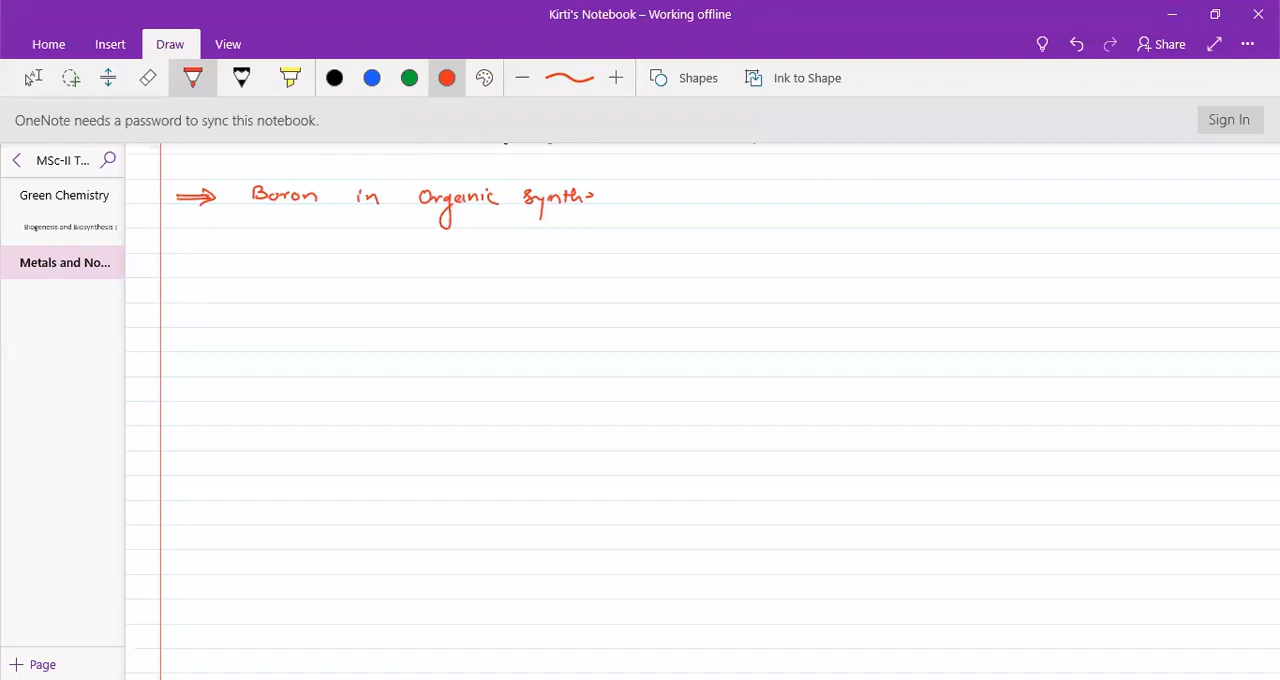 Kirti's Notebook – Working offline
Home Insert Draw View Share
Shapes Ink to Shape
OneNote needs a password to sync this notebook. Sign In
MSc-II T...
Green Chemistry
Biogenesis and Biosynthesis :
Metals and No...
⇒ Boron in Organic Synth
+ Page